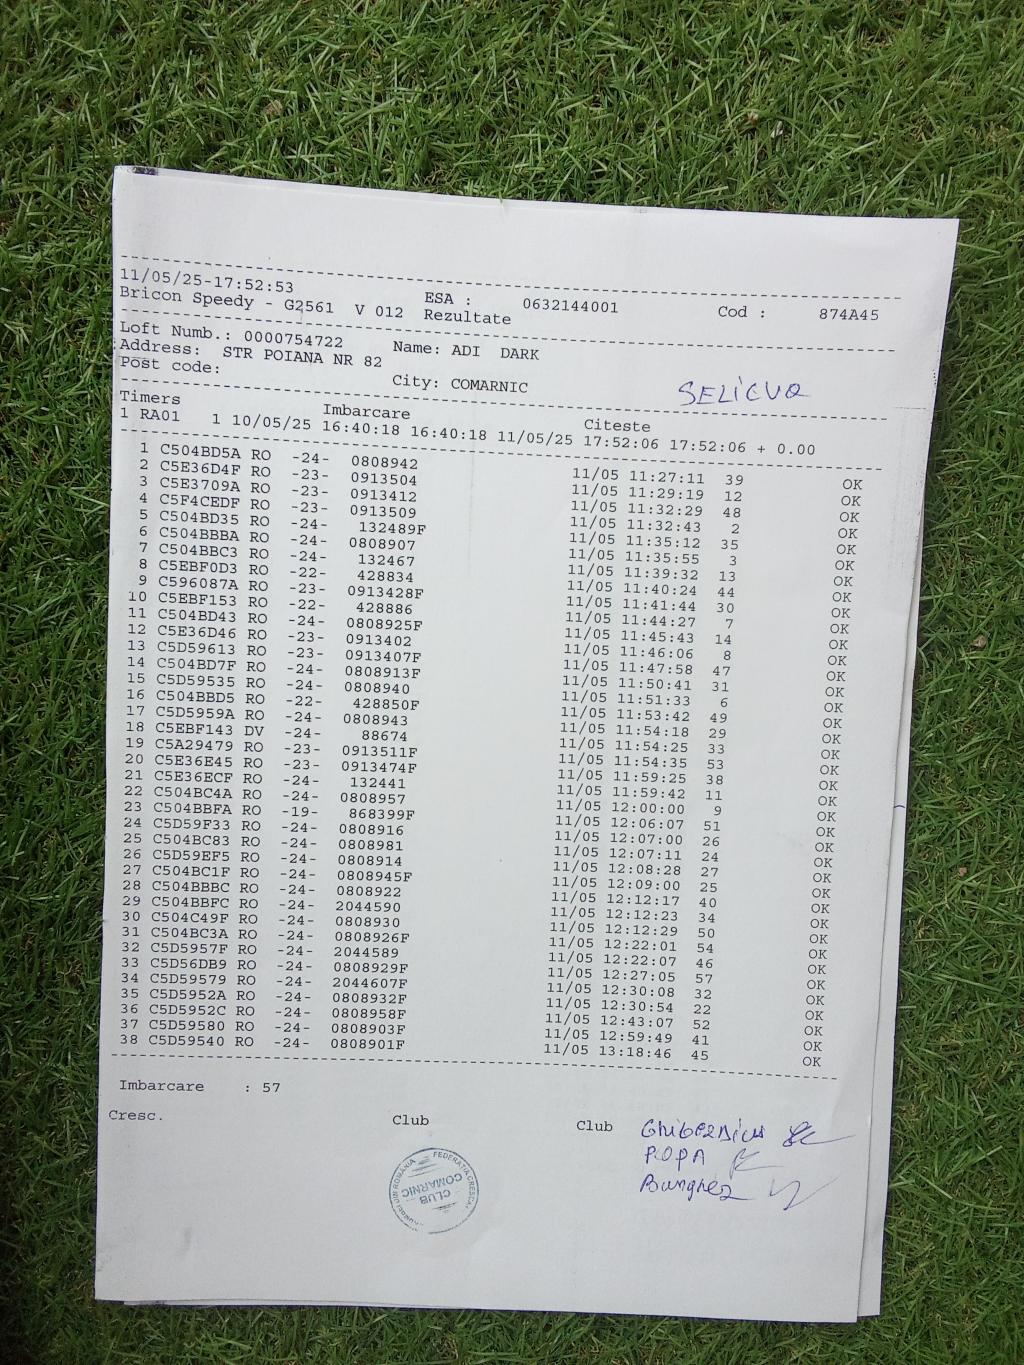 11/05/25-17:52:53
Bricon Speedy - G2561 V 012 ESA : 0632144001 Cod : 874A45
Rezultate
Loft Numb.: 0000754722 Name: ADI DARK
Address: STR POIANA NR 82
Post code: City: COMARNIC SELICVQ
Timers Imbarcare Citeste
1 RA01 1 10/05/25 16:40:18 16:40:18 11/05/25 17:52:06 17:52:06 + 0.00
1 C504BD5A RO -24- 0808942 11/05 11:27:11 39 OK
2 C5E36D4F RO -23- 0913504 11/05 11:29:19 12 OK
3 C5E3709A RO -23- 0913412 11/05 11:32:29 48 OK
4 C5F4CEDF RO -23- 0913509 11/05 11:32:43 2 OK
5 C504BD35 RO -24- 132489F 11/05 11:35:12 35 OK
6 C504BBBA RO -24- 0808907 11/05 11:35:55 3 OK
7 C504BBC3 RO -24- 132467 11/05 11:39:32 13 OK
8 C5EBF0D3 RO -22- 428834 11/05 11:40:24 44 OK
9 C596087A RO -23- 0913428F 11/05 11:41:44 30 OK
10 C5EBF153 RO -22- 428886 11/05 11:44:27 7 OK
11 C504BD43 RO -24- 0808925F 11/05 11:45:43 14 OK
12 C5E36D46 RO -23- 0913402 11/05 11:46:06 8 OK
13 C5D59613 RO -23- 0913407F 11/05 11:47:58 47 OK
14 C504BD7F RO -24- 0808913F 11/05 11:50:41 31 OK
15 C5D59535 RO -24- 0808940 11/05 11:51:33 6 OK
16 C504BBD5 RO -22- 428850F 11/05 11:53:42 49 OK
17 C5D5959A RO -24- 0808943 11/05 11:54:18 29 OK
18 C5EBF143 DV -24- 88674 11/05 11:54:25 33 OK
19 C5A29479 RO -23- 0913511F 11/05 11:54:35 53 OK
20 C5E36E45 RO -23- 0913474F 11/05 11:59:25 38 OK
21 C5E36ECF RO -24- 132441 11/05 11:59:42 11 OK
22 C504BC4A RO -24- 0808957 11/05 12:00:00 9 OK
23 C504BBFA RO -19- 868399F 11/05 12:06:07 51 OK
24 C5D59F33 RO -24- 0808916 11/05 12:07:00 26 OK
25 C504BC83 RO -24- 0808981 11/05 12:07:11 24 OK
26 C5D59EF5 RO -24- 0808914 11/05 12:08:28 27 OK
27 C504BC1F RO -24- 0808945F 11/05 12:09:00 25 OK
28 C504BBBC RO -24- 0808922 11/05 12:12:17 40 OK
29 C504BBFC RO -24- 2044590 11/05 12:12:23 34 OK
30 C504C49F RO -24- 0808930 11/05 12:12:29 50 OK
31 C504BC3A RO -24- 0808926F 11/05 12:22:01 54 OK
32 C5D5957F RO -24- 2044589 11/05 12:22:07 46 OK
33 C5D56DB9 RO -24- 0808929F 11/05 12:27:05 57 OK
34 C5D59579 RO -24- 2044607F 11/05 12:30:08 32 OK
35 C5D5952A RO -24- 0808932F 11/05 12:30:54 22 OK
36 C5D5952C RO -24- 0808958F 11/05 12:43:07 52 OK
37 C5D59580 RO -24- 0808903F 11/05 12:59:49 41 OK
38 C5D59540 RO -24- 0808901F 11/05 13:18:46 45 OK
Imbarcare : 57
Cresc. Club Club
POPA
Bunghez
CLUB
COMARNIC
ROMANIA FEDERATIA